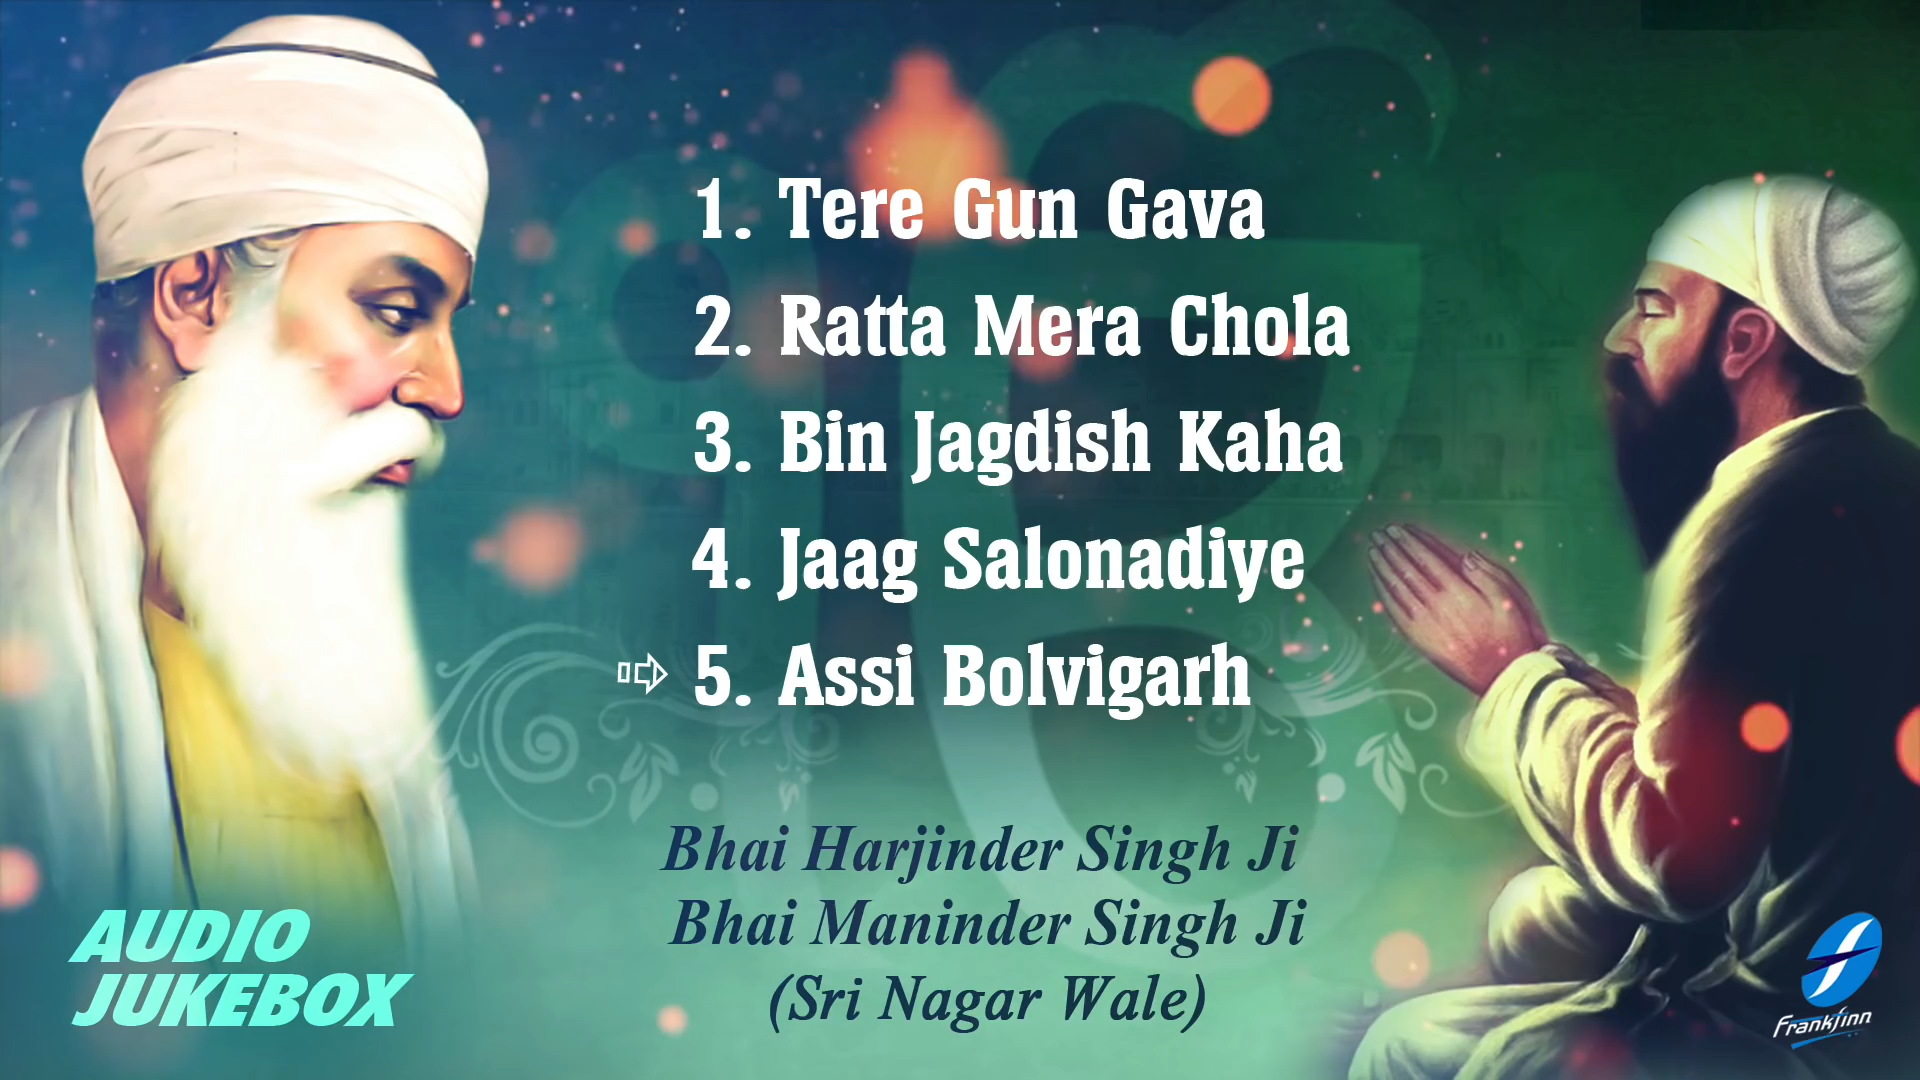 1. Tere Gun Gava
2. Ratta Mera Chola
3. Bin Jagdish Kaha
4. Jaag Salonadiye
5. Assi Bolvigarh
Bhai Harjinder Singh Ji
Bhai Maninder Singh Ji
(Sri Nagar Wale)
AUDIO
JUKEBOX
Frankfinn